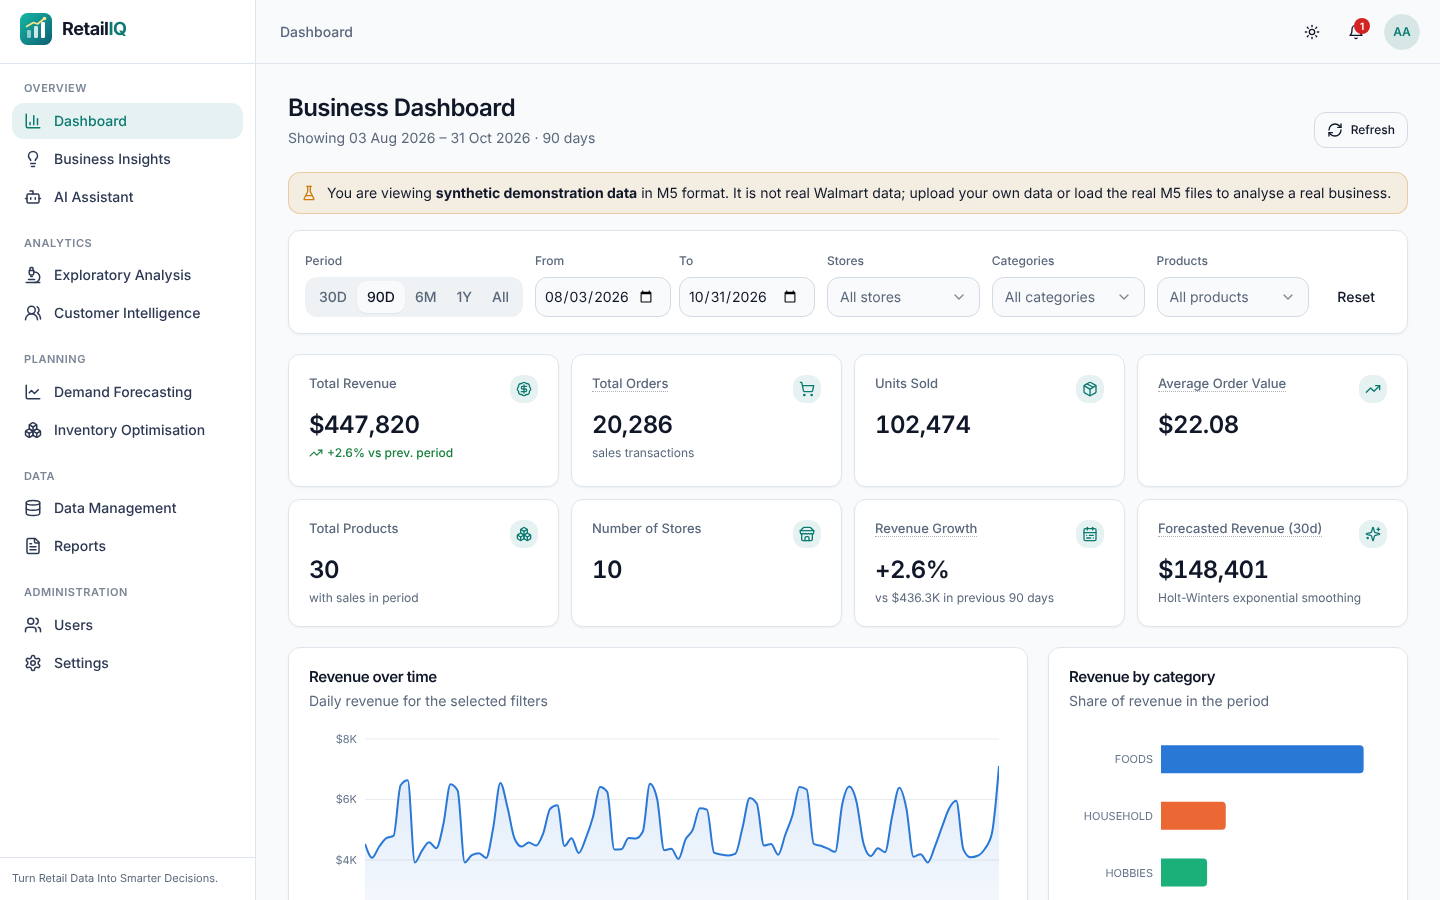 RetailIQ
Dashboard
1
AA
OVERVIEW
Dashboard
Business Insights
AI Assistant
ANALYTICS
Exploratory Analysis
Customer Intelligence
PLANNING
Demand Forecasting
Inventory Optimisation
DATA
Data Management
Reports
ADMINISTRATION
Users
Settings
Turn Retail Data Into Smarter Decisions.
Business Dashboard
Showing 03 Aug 2026 – 31 Oct 2026 · 90 days
Refresh
You are viewing synthetic demonstration data in M5 format. It is not real Walmart data; upload your own data or load the real M5 files to analyse a real business.
Period From To Stores Categories Products
30D 90D 6M 1Y All 08/03/2026 10/31/2026 All stores All categories All products Reset
Total Revenue
$447,820
+2.6% vs prev. period
Total Orders
20,286
sales transactions
Units Sold
102,474
Average Order Value
$22.08
Total Products
30
with sales in period
Number of Stores
10
Revenue Growth
+2.6%
vs $436.3K in previous 90 days
Forecasted Revenue (30d)
$148,401
Holt-Winters exponential smoothing
Revenue over time
Daily revenue for the selected filters
$8K
$6K
$4K
Revenue by category
Share of revenue in the period
FOODS
HOUSEHOLD
HOBBIES